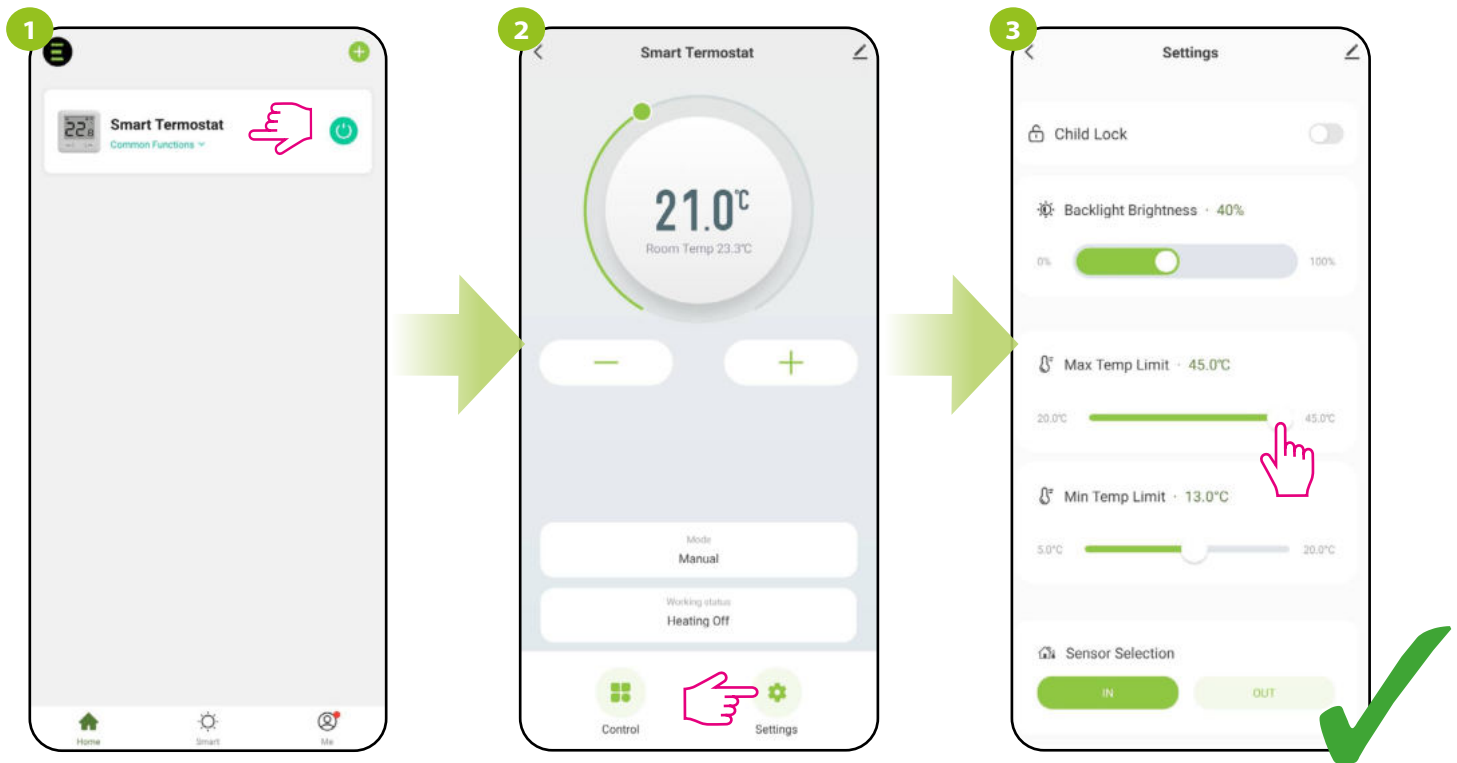 1
Smart Termostat
Common Functions
Home
Smart
Me
2
Smart Termostat
21.0℃
Room Temp 23.3℃
Mode
Manual
Working status
Heating Off
Control
Settings
3
Settings
Child Lock
Backlight Brightness · 40%
0%
100%
Max Temp Limit · 45.0℃
20.0℃
45.0℃
Min Temp Limit · 13.0°C
5.0°C
20.0°C
Sensor Selection
IN
OUT